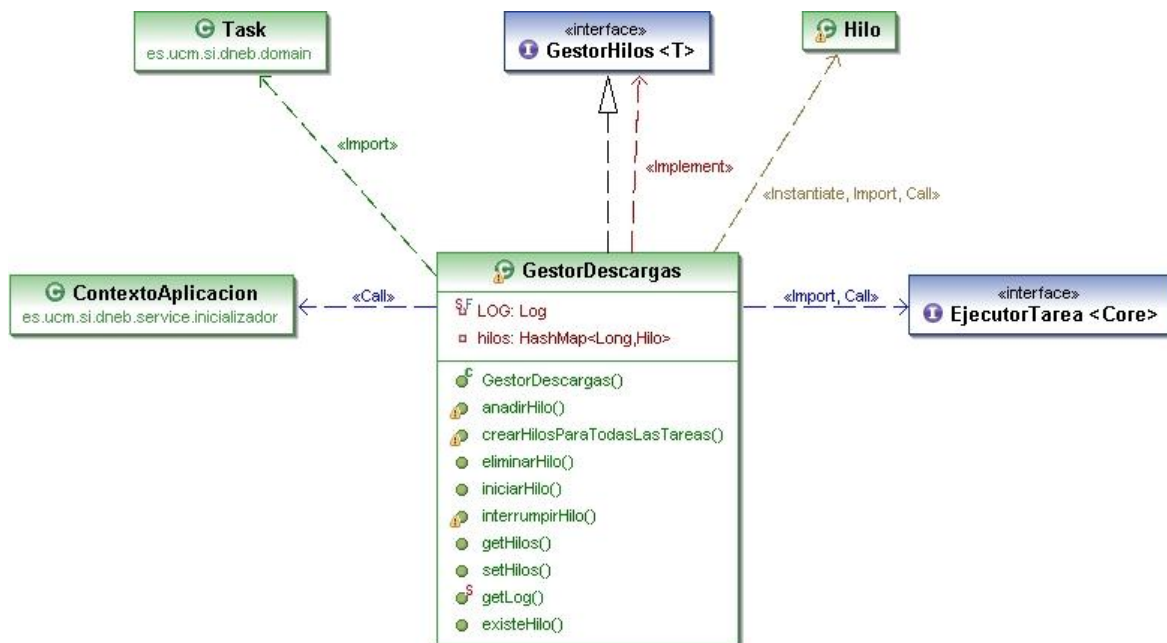 Task
es.ucm.si.dneb.domain
«interface»
GestorHilos <T>
Hilo
«Import»
«Implement»
«Instantiate, Import, Call»
ContextoAplicacion
es.ucm.si.dneb.service.inicializador
«Call»
GestorDescargas
LOG: Log
hilos: HashMap<Long,Hilo>
GestorDescargas()
anadirHilo()
crearHilosParaTodasLasTareas()
eliminarHilo()
iniciarHilo()
interrumpirHilo()
getHilos()
setHilos()
getLog()
existeHilo()
«Import, Call»
«interface»
EjecutorTarea <Core>